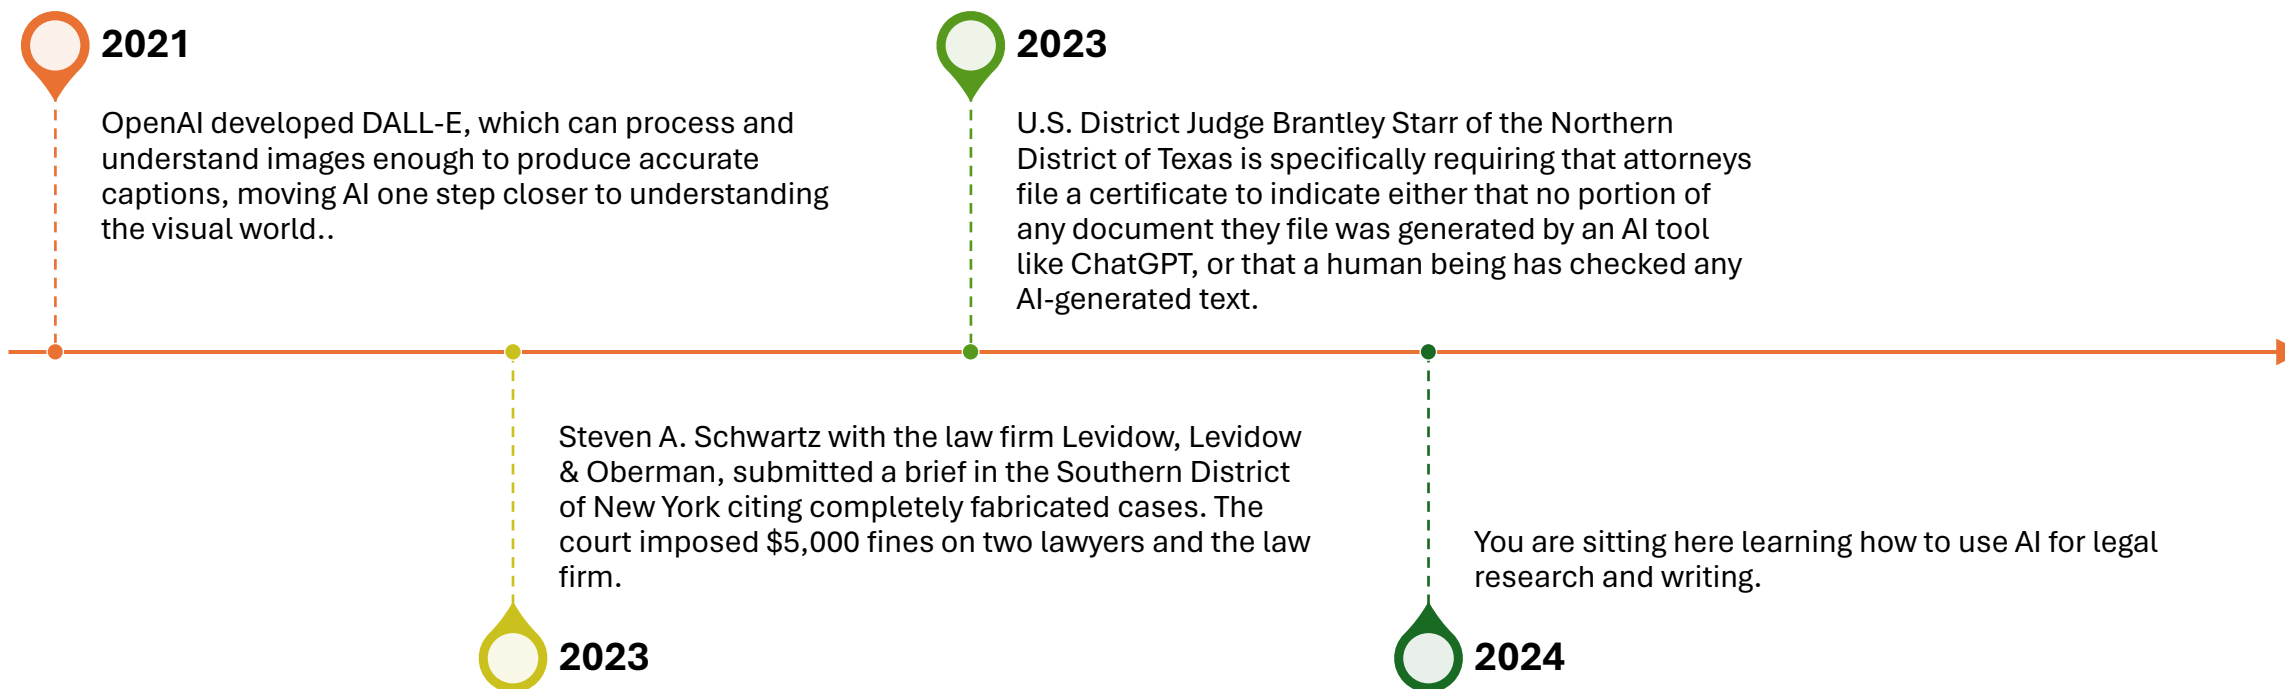 2021
OpenAI developed DALL-E, which can process and
understand images enough to produce accurate
captions, moving AI one step closer to understanding
the visual world..
2023
Steven A. Schwartz with the law firm Levidow, Levidow
& Oberman, submitted a brief in the Southern District
of New York citing completely fabricated cases. The
court imposed $5,000 fines on two lawyers and the law
firm.
2023
U.S. District Judge Brantley Starr of the Northern
District of Texas is specifically requiring that attorneys
file a certificate to indicate either that no portion of
any document they file was generated by an AI tool
like ChatGPT, or that a human being has checked any
AI-generated text.
2024
You are sitting here learning how to use AI for legal
research and writing.